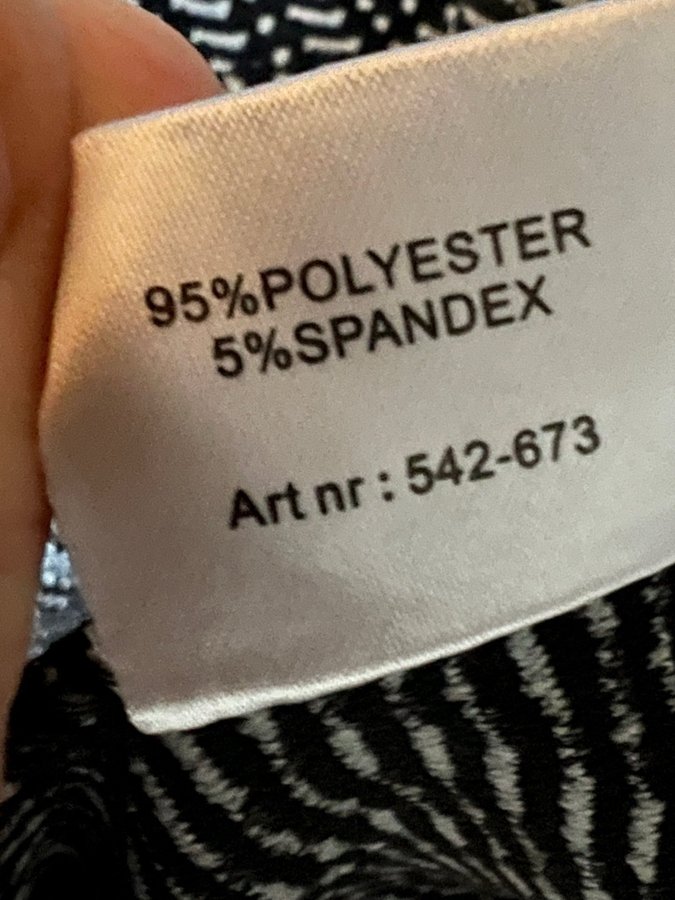 95%POLYESTER
5%SPANDEX
Art nr : 542-673